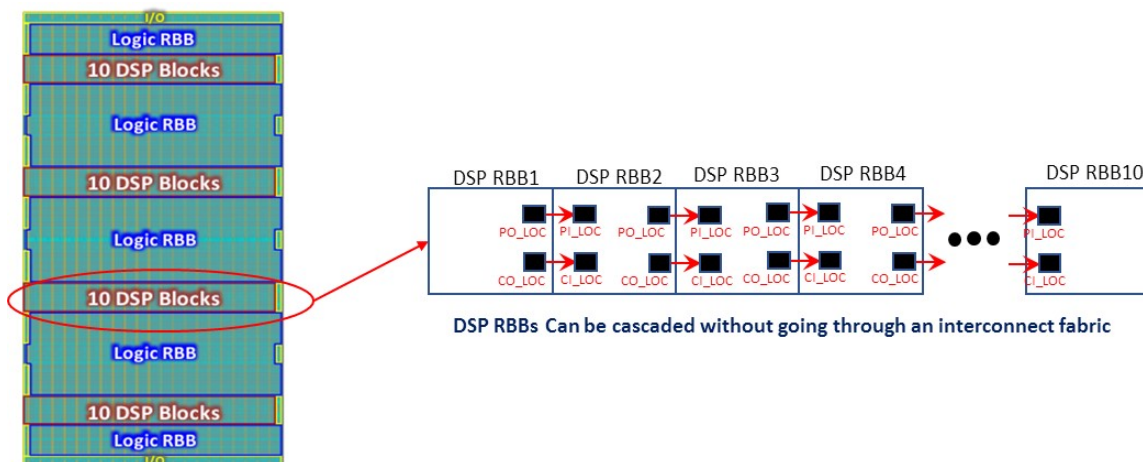 I/O
Logic RBB
10 DSP Blocks
Logic RBB
10 DSP Blocks
Logic RBB
10 DSP Blocks
Logic RBB
10 DSP Blocks
Logic RBB
I/O
DSP RBB1 DSP RBB2 DSP RBB3 DSP RBB4 DSP RBB10
PO_LOC PI_LOC PO_LOC PI_LOC PO_LOC PI_LOC PO_LOC PI_LOC
CO_LOC CI_LOC CO_LOC CI_LOC CO_LOC CI_LOC CO_LOC CI_LOC
DSP RBBs Can be cascaded without going through an interconnect fabric